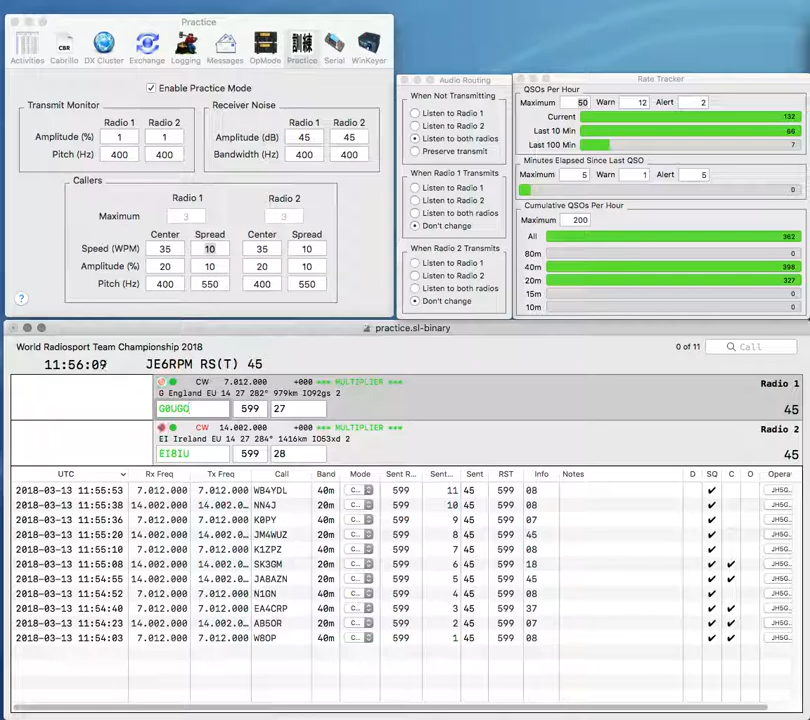 Practice
CBR
訓練
Activities Cabrillo DX Cluster Exchange Logging Messages OpMode Practice Serial WinKeyer
Enable Practice Mode
Transmit Monitor
Radio 1 Radio 2
Amplitude (%) 1 1
Pitch (Hz) 400 400
Receiver Noise
Radio 1 Radio 2
Amplitude (dB) 45 45
Bandwidth (Hz) 400 400
Callers
Radio 1 Radio 2
Maximum 3 3
Center Spread Center Spread
Speed (WPM) 35 10 35 10
Amplitude (%) 20 10 20 10
Pitch (Hz) 400 550 400 550
?
Audio Routing
When Not Transmitting
Listen to Radio 1
Listen to Radio 2
Listen to both radios
Preserve transmit
When Radio 1 Transmits
Listen to Radio 1
Listen to Radio 2
Listen to both radios
Don't change
When Radio 2 Transmits
Listen to Radio 1
Listen to Radio 2
Listen to both radios
Don't change
Rate Tracker
QSOs Per Hour
Maximum 50 Warn 12 Alert 2
Current 132
Last 10 Min 66
Last 100 Min 7
Minutes Elapsed Since Last QSO
Maximum 5 Warn 1 Alert 5
0
Cumulative QSOs Per Hour
Maximum 200
All 362
80m 0
40m 398
20m 327
15m 0
10m 0
practice.sl-binary
World Radiosport Team Championship 2018
0 of 11
Call
11:56:09 JE6RPM RS(T) 45
CW 7.012.000 +000 *** MULTIPLIER ***
Radio 1
G England EU 14 27 282° 979km IO92gs 2
G0UGQ 599 27
45
CW 14.002.000 +000 *** MULTIPLIER ***
Radio 2
EI Ireland EU 14 27 284° 1416km IO53xd 2
EI8IU 599 28
45
UTC Rx Freq Tx Freq Call Band Mode Sent R... Sent... Sent RST Info Notes D SQ C O Opera
2018-03-13 11:55:53 7.012.000 7.012.000 WB4YDL 40m C... 599 11 45 599 08 JH5G...
2018-03-13 11:55:38 14.002.000 14.002.0... NN4J 20m C... 599 10 45 599 08 JH5G...
2018-03-13 11:55:36 7.012.000 7.012.000 K0PY 40m C... 599 9 45 599 07 JH5G...
2018-03-13 11:55:20 14.002.000 14.002.0... JM4WUZ 20m C... 599 8 45 599 45 JH5G...
2018-03-13 11:55:10 7.012.000 7.012.000 K1ZPZ 40m C... 599 7 45 599 08 JH5G...
2018-03-13 11:55:08 14.002.000 14.002.0... SK3GM 20m C... 599 6 45 599 18 JH5G...
2018-03-13 11:54:55 14.002.000 14.002.0... JA8AZN 20m C... 599 5 45 599 45 JH5G...
2018-03-13 11:54:52 7.012.000 7.012.000 N1GN 40m C... 599 4 45 599 08 JH5G...
2018-03-13 11:54:40 7.012.000 7.012.000 EA4CRP 40m C... 599 3 45 599 37 JH5G...
2018-03-13 11:54:23 14.002.000 14.002.0... AB5OR 20m C... 599 2 45 599 07 JH5G...
2018-03-13 11:54:03 7.012.000 7.012.000 W8OP 40m C... 599 1 45 599 08 JH5G...